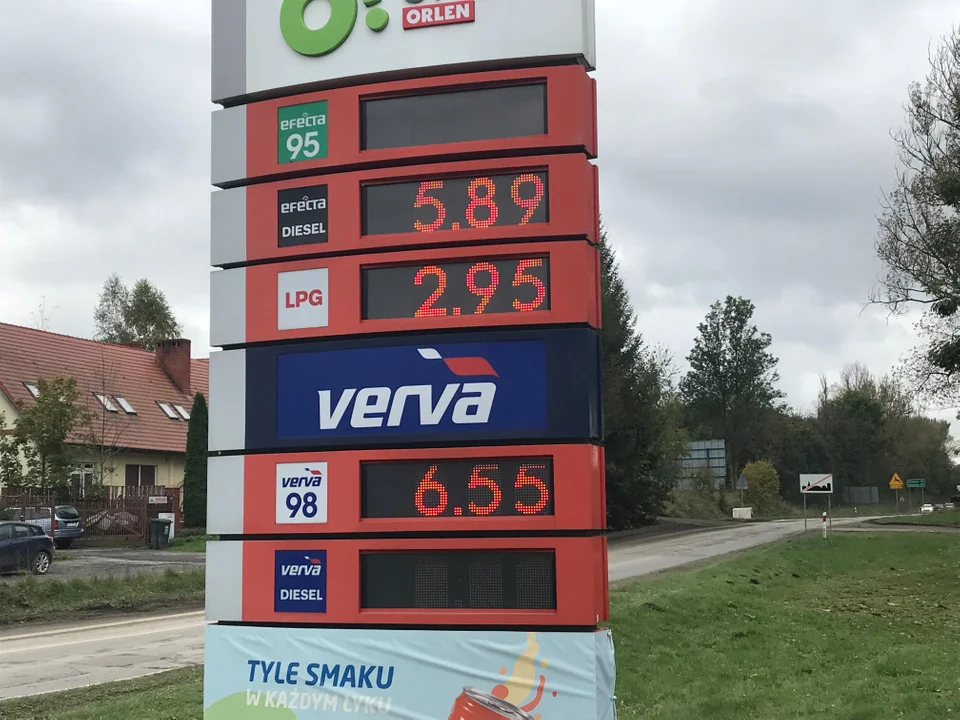 ORLEN
efecta
95
efecta
DIESEL
5.89
LPG
2.95
verva
verva
98
6.55
verva
DIESEL
TYLE SMAKU
W KAŻDYM ŁYKU